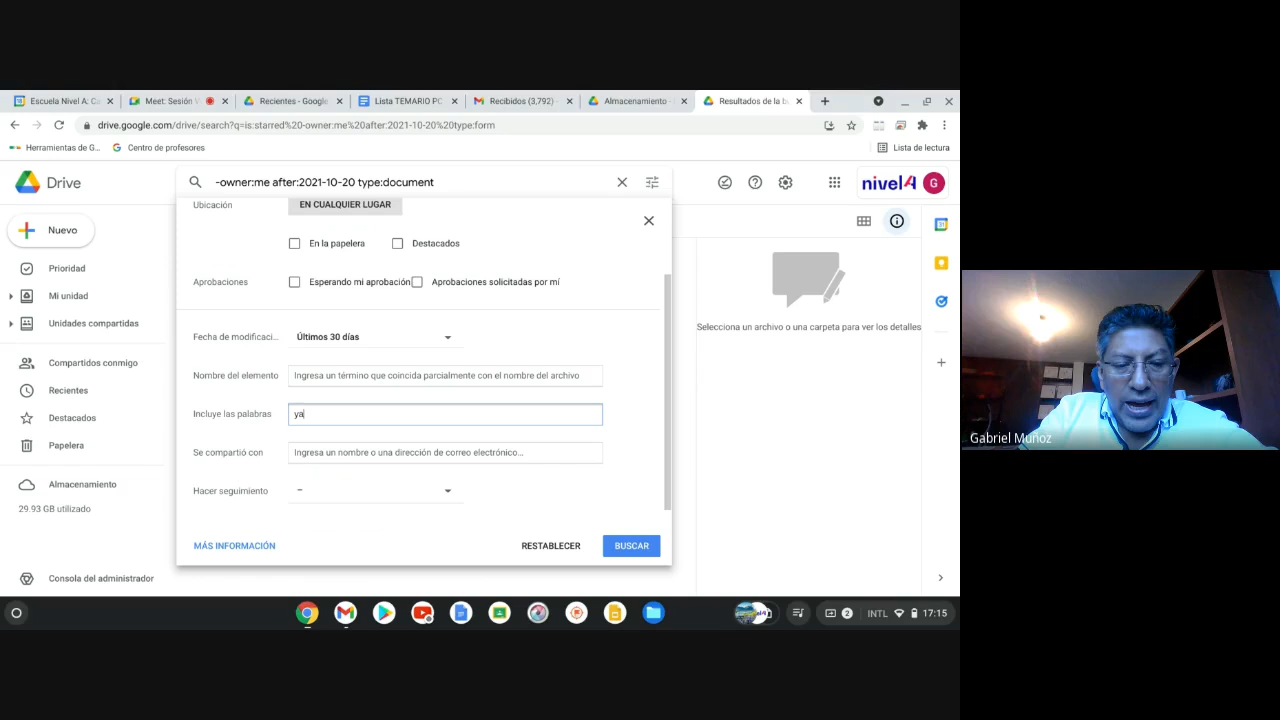 Escuela Nivel A: Ca
Meet: Sesión V
Recientes - Google
Lista TEMARIO PC
Recibidos (3,792) -
Almacenamiento -
Resultados de la b
drive.google.com/drive/search?q=is:starred%20-owner:me%20after:2021-10-20%20type:form
Herramientas de G...
Centro de profesores
Lista de lectura
Drive
-owner:me after:2021-10-20 type:document
nivel4
G
Nuevo
Prioridad
Mi unidad
Unidades compartidas
Compartidos conmigo
Recientes
Destacados
Papelera
Almacenamiento
29.93 GB utilizado
Consola del administrador
Ubicación
EN CUALQUIER LUGAR
En la papelera
Destacados
Aprobaciones
Esperando mi aprobación
Aprobaciones solicitadas por mí
Fecha de modificaci...
Últimos 30 días
Nombre del elemento
Ingresa un término que coincida parcialmente con el nombre del archivo
Incluye las palabras
ya
Se compartió con
Ingresa un nombre o una dirección de correo electrónico...
Hacer seguimiento
–
MÁS INFORMACIÓN
RESTABLECER
BUSCAR
Selecciona un archivo o una carpeta para ver los detalles
Gabriel Muñoz
2
INTL
17:15